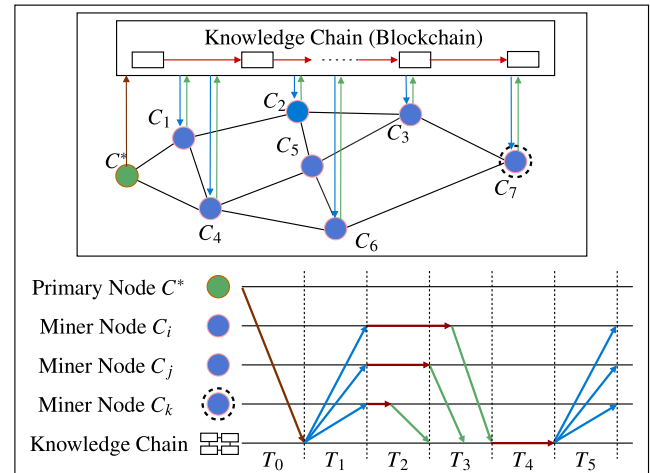 Knowledge Chain (Blockchain)
C₁
C₂
C₃
C*
C₅
C₇
C₄
C₆
Primary Node C*
Miner Node Cᵢ
Miner Node Cⱼ
Miner Node Cₖ
Knowledge Chain
T₀ T₁ T₂ T₃ T₄ T₅